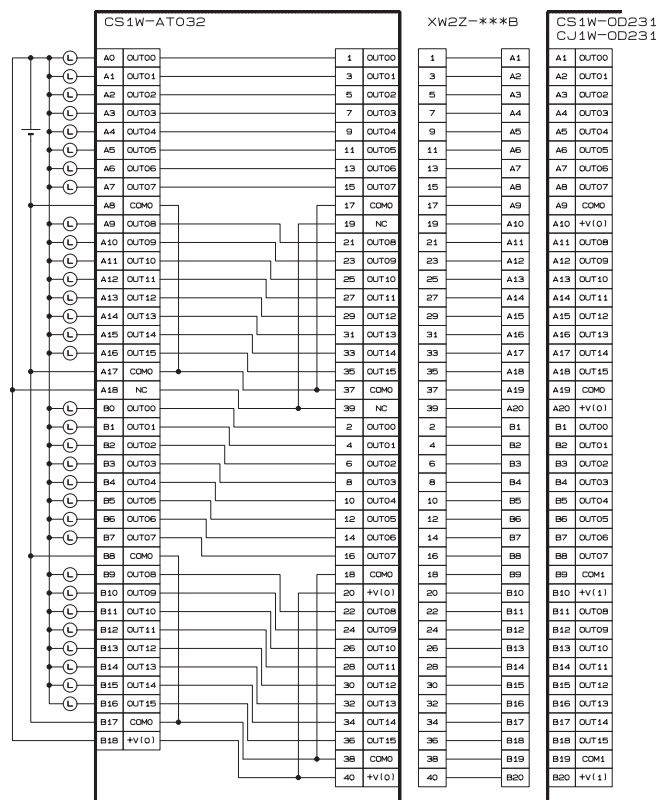 CS1W-AT032 XW2Z-***B CS1W-OD231
CJ1W-OD231
L A0 OUT00 1 OUT00 1 A1 A1 OUT00
L A1 OUT01 3 OUT01 3 A2 A2 OUT01
L A2 OUT02 5 OUT02 5 A3 A3 OUT02
L A3 OUT03 7 OUT03 7 A4 A4 OUT03
L A4 OUT04 9 OUT04 9 A5 A5 OUT04
L A5 OUT05 11 OUT05 11 A6 A6 OUT05
L A6 OUT06 13 OUT06 13 A7 A7 OUT06
L A7 OUT07 15 OUT07 15 A8 A8 OUT07
A8 COM0 17 COM0 17 A9 A9 COM0
L A9 OUT08 19 NC 19 A10 A10 +V(0)
L A10 OUT09 21 OUT08 21 A11 A11 OUT08
L A11 OUT10 23 OUT09 23 A12 A12 OUT09
L A12 OUT11 25 OUT10 25 A13 A13 OUT10
L A13 OUT12 27 OUT11 27 A14 A14 OUT11
L A14 OUT13 29 OUT12 29 A15 A15 OUT12
L A15 OUT14 31 OUT13 31 A16 A16 OUT13
L A16 OUT15 33 OUT14 33 A17 A17 OUT14
A17 COM0 35 OUT15 35 A18 A18 OUT15
A18 NC 37 COM0 37 A19 A19 COM0
L B0 OUT00 39 NC 39 A20 A20 +V(0)
L B1 OUT01 2 OUT00 2 B1 B1 OUT00
L B2 OUT02 4 OUT01 4 B2 B2 OUT01
L B3 OUT03 6 OUT02 6 B3 B3 OUT02
L B4 OUT04 8 OUT03 8 B4 B4 OUT03
L B5 OUT05 10 OUT04 10 B5 B5 OUT04
L B6 OUT06 12 OUT05 12 B6 B6 OUT05
L B7 OUT07 14 OUT06 14 B7 B7 OUT06
B8 COM0 16 OUT07 16 B8 B8 OUT07
L B9 OUT08 18 COM0 18 B9 B9 COM1
L B10 OUT09 20 +V(0) 20 B10 B10 +V(1)
L B11 OUT10 22 OUT08 22 B11 B11 OUT08
L B12 OUT11 24 OUT09 24 B12 B12 OUT09
L B13 OUT12 26 OUT10 26 B13 B13 OUT10
L B14 OUT13 28 OUT11 28 B14 B14 OUT11
L B15 OUT14 30 OUT12 30 B15 B15 OUT12
L B16 OUT15 32 OUT13 32 B16 B16 OUT13
B17 COM0 34 OUT14 34 B17 B17 OUT14
B18 +V(0) 36 OUT15 36 B18 B18 OUT15
38 COM0 38 B19 B19 COM1
40 +V(0) 40 B20 B20 +V(1)